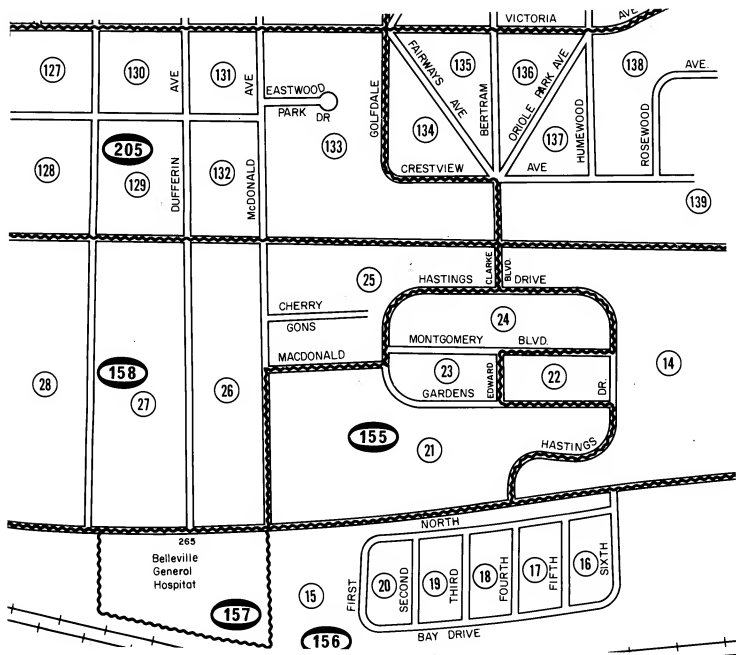 VICTORIA AVE
127
130
AVE
131
AVE
EASTWOOD
PARK DR
133
GOLFDALE
FAIRWAYS AVE
135
134
BERTRAM
136
ORIOLE PARK AVE
137
HUMEWOOD
138
AVE.
ROSEWOOD
205
128
129
DUFFERIN
132
McDONALD
CRESTVIEW AVE
139
25
CLARKE BLVD.
HASTINGS DRIVE
24
CHERRY
GDNS
MONTGOMERY BLVD.
MACDONALD
23
GARDENS
EDWARD
22
DR.
14
28
158
27
26
155
21
HASTINGS
NORTH
265
Belleville
General
Hospital
157
15
156
FIRST
20
SECOND
19
THIRD
18
FOURTH
17
FIFTH
16
SIXTH
BAY DRIVE